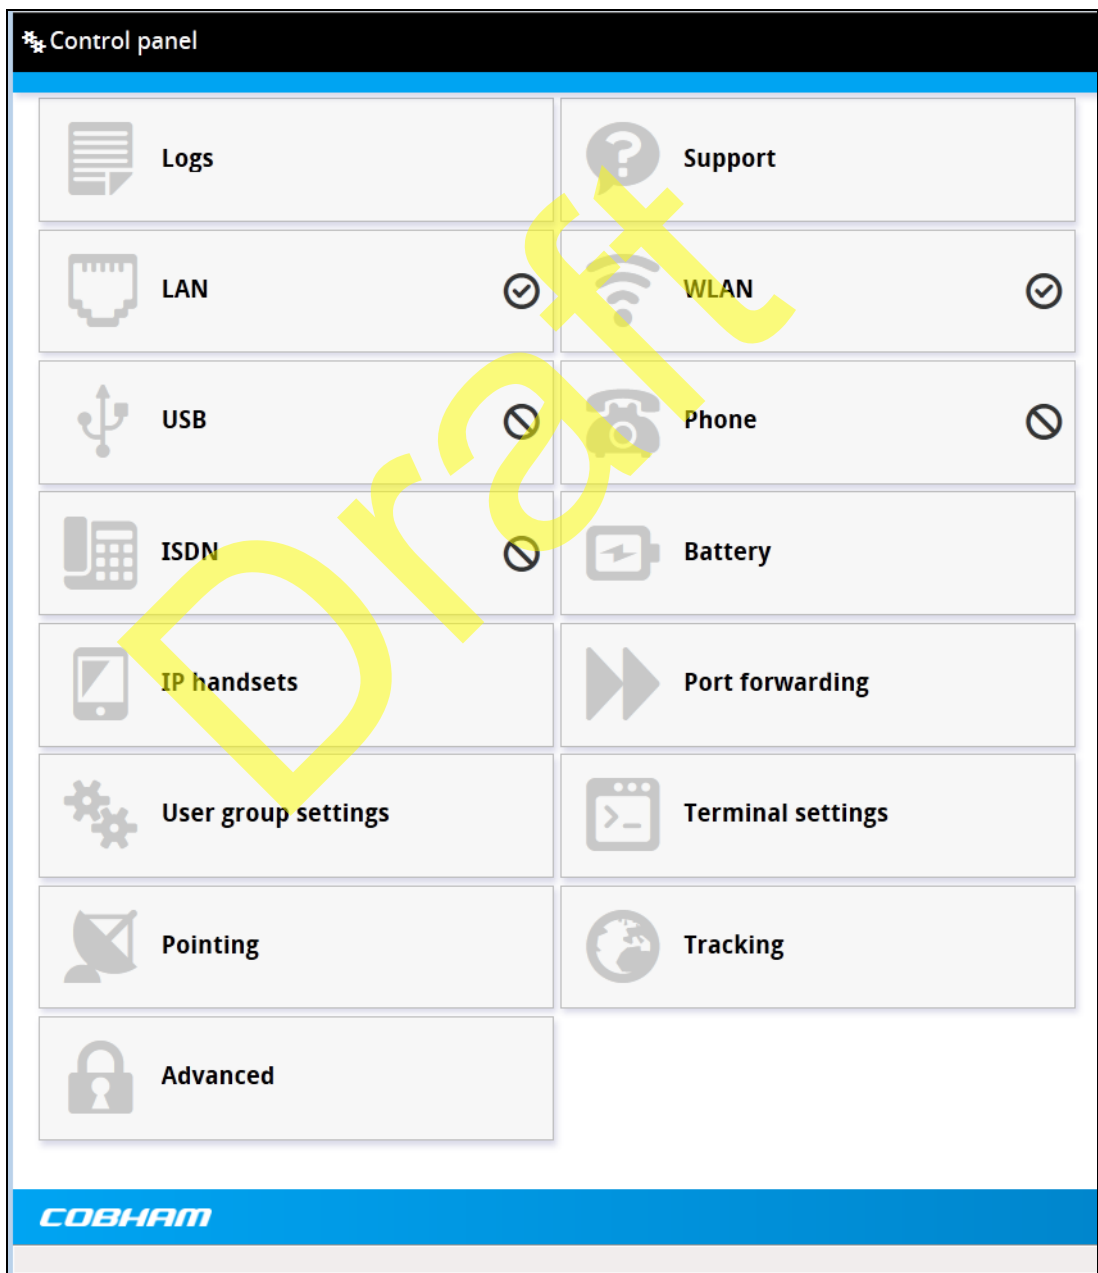 Control panel
Logs
Support
LAN
WLAN
USB
Phone
ISDN
Battery
IP handsets
Port forwarding
User group settings
Terminal settings
Pointing
Tracking
Advanced
COBHAM
Draft